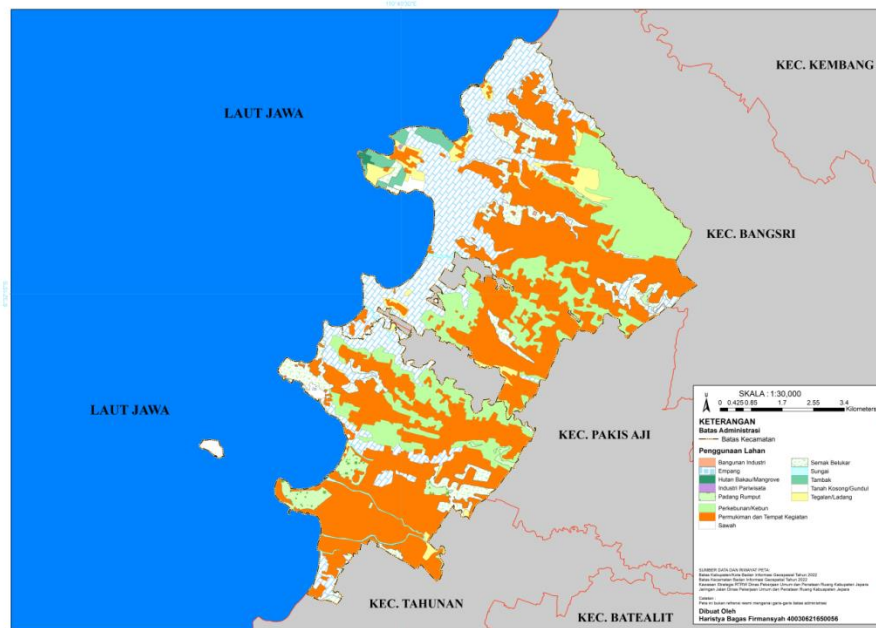 KEC. KEMBANG
LAUT JAWA
KEC. BANGSRI
LAUT JAWA
KEC. PAKIS AJI
KEC. TAHUNAN
KEC. BATEALIT
SKALA : 1:30,000
0 0.425 0.85 1.7 2.55 3.4
Kilometers
KETERANGAN
Batas Administrasi
Batas Kecamatan
Penggunaan Lahan
Bangunan Industri
Empang
Hutan Bakau/Mangrove
Industri Pariwisata
Padang Rumput
Perkebunan/Kebun
Permukiman dan Tempat Kegiatan
Sawah
Semak Belukar
Sungai
Tambak
Tanah Kosong/Gundul
Tegalan/Ladang
SUMBER DATA DAN RIWAYAT PETA:
Catatan :
Dibuat Oleh
Haristya Bagas Firmansyah 40030621650056